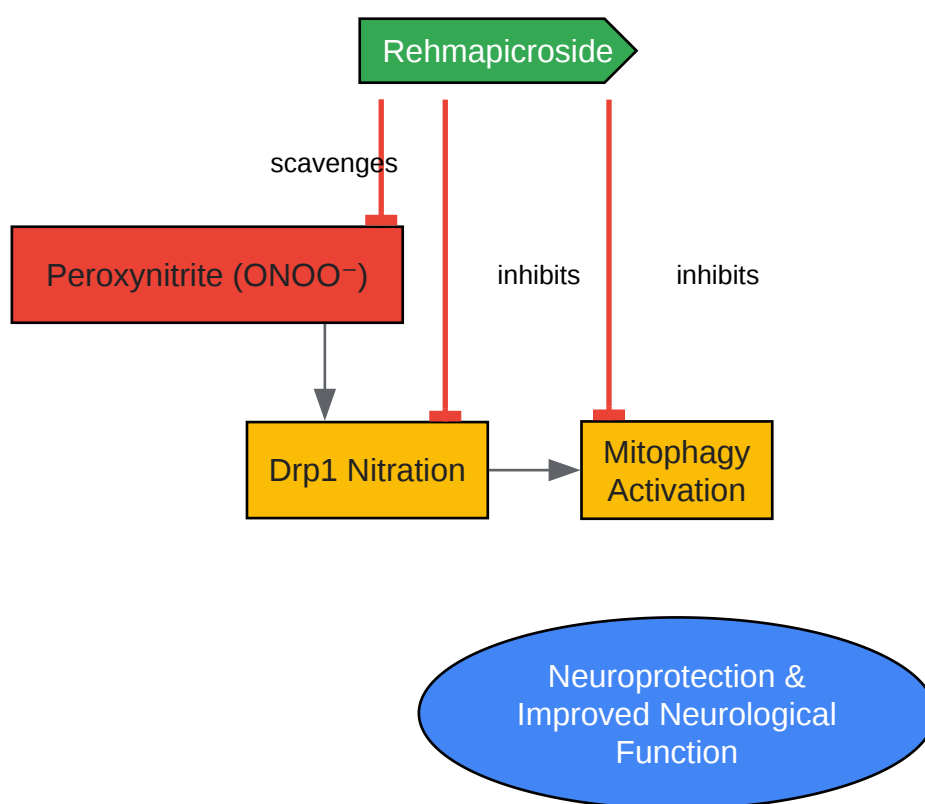 Rehmapicroside
scavenges
Peroxynitrite (ONOO⁻)
inhibits
inhibits
Drp1 Nitration
Mitophagy
Activation
Neuroprotection &
Improved Neurological
Function